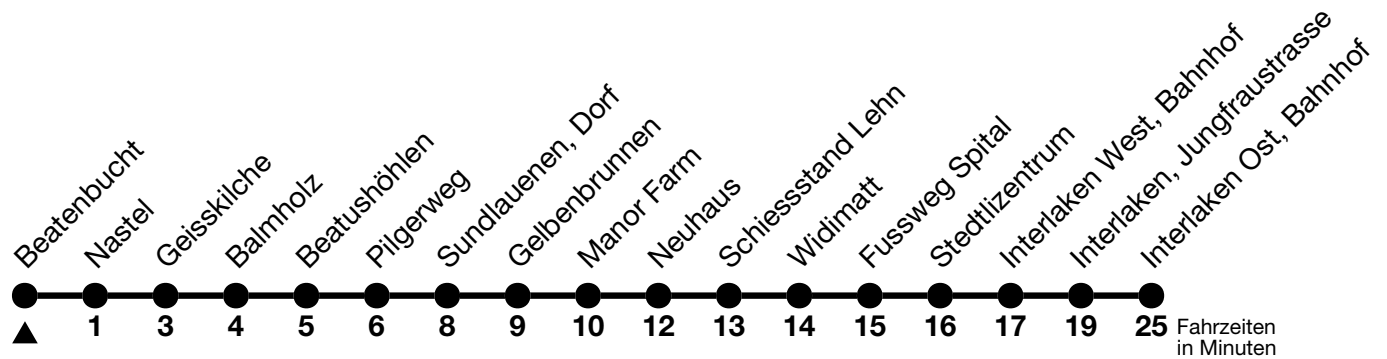 Beatenbucht
Nastel
Geisskilche
Balmholz
Beatushöhlen
Pilgerweg
Sundlauenen, Dorf
Gelbenbrunnen
Manor Farm
Neuhaus
Schiessstand Lehn
Widimatt
Fussweg Spital
Stedtlizentrum
Interlaken West, Bahnhof
Interlaken, Jungfraustrasse
Interlaken Ost, Bahnhof
1 3 4 5 6 8 9 10 12 13 14 15 16 17 19 25 Fahrzeiten
in Minuten